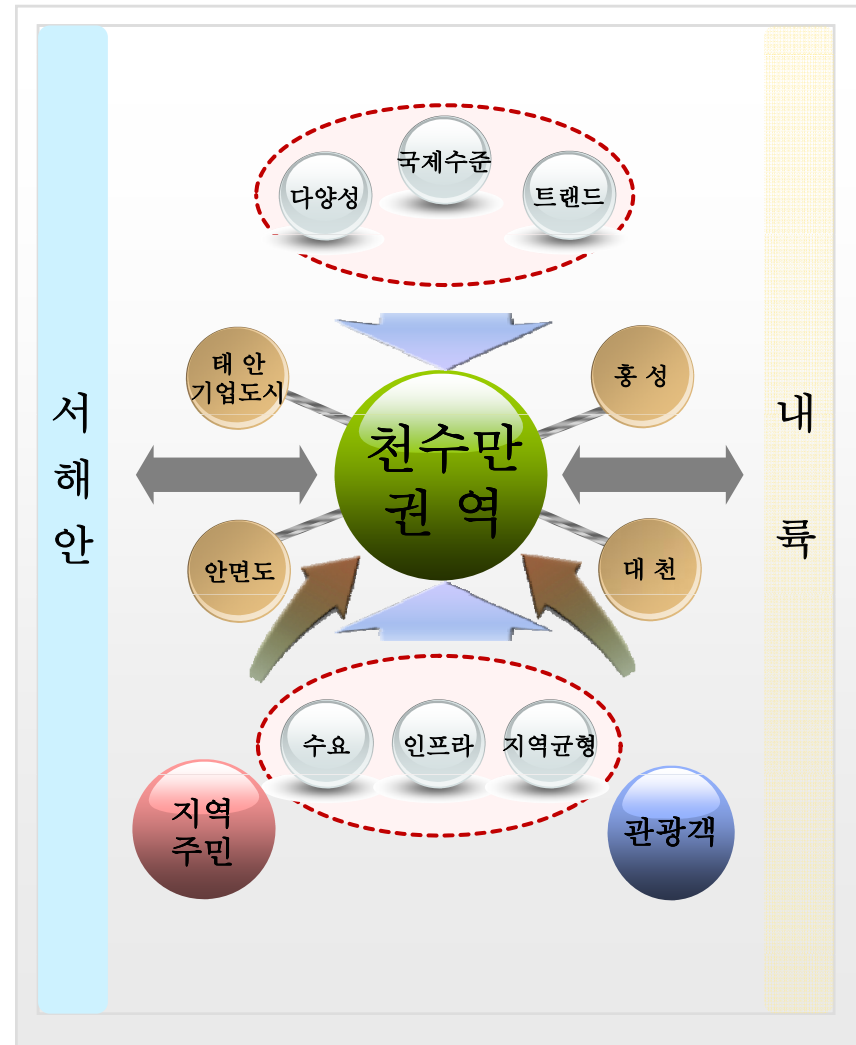 국제수준
다양성
트랜드
태 안
기업도시
홍 성
천수만
권 역
서
해
안
내
륙
안면도
대 천
수요
인프라
지역균형
지역
주민
관광객